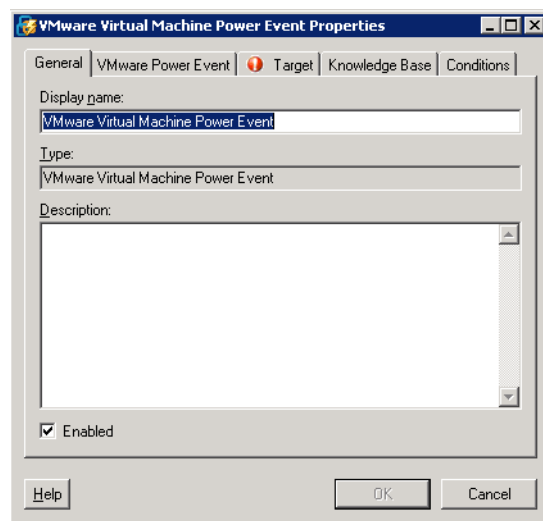 VMware Virtual Machine Power Event Properties
General VMware Power Event Target Knowledge Base Conditions
Display name:
VMware Virtual Machine Power Event
Type:
VMware Virtual Machine Power Event
Description:
Enabled
Help OK Cancel